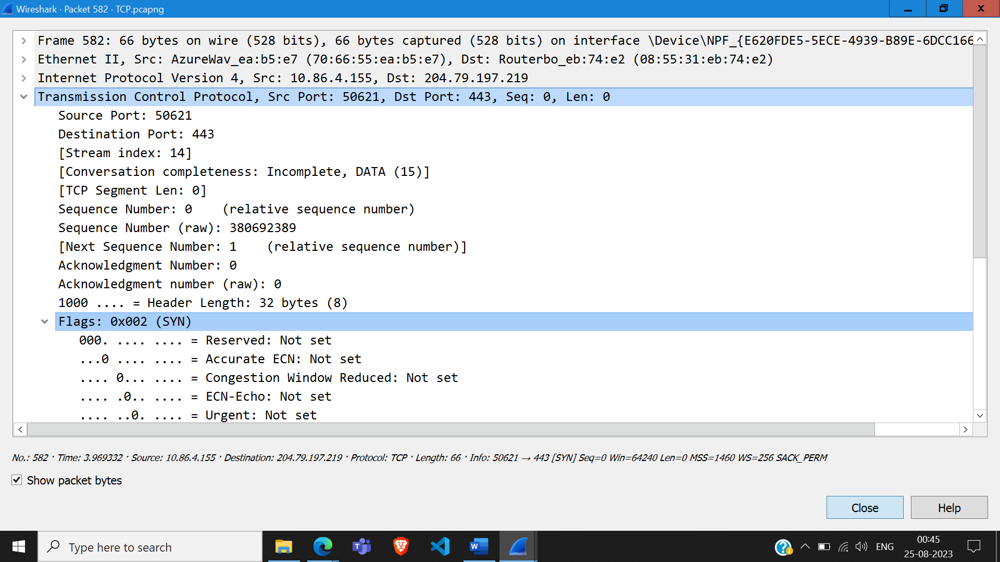 Wireshark · Packet 582 · TCP.pcapng
Frame 582: 66 bytes on wire (528 bits), 66 bytes captured (528 bits) on interface \Device\NPF_{E620FDE5-5ECE-4939-B89E-6DCC166
Ethernet II, Src: AzureWav_ea:b5:e7 (70:66:55:ea:b5:e7), Dst: Routerbo_eb:74:e2 (08:55:31:eb:74:e2)
Internet Protocol Version 4, Src: 10.86.4.155, Dst: 204.79.197.219
Transmission Control Protocol, Src Port: 50621, Dst Port: 443, Seq: 0, Len: 0
Source Port: 50621
Destination Port: 443
[Stream index: 14]
[Conversation completeness: Incomplete, DATA (15)]
[TCP Segment Len: 0]
Sequence Number: 0    (relative sequence number)
Sequence Number (raw): 380692389
[Next Sequence Number: 1    (relative sequence number)]
Acknowledgment Number: 0
Acknowledgment number (raw): 0
1000 .... = Header Length: 32 bytes (8)
Flags: 0x002 (SYN)
000. .... .... = Reserved: Not set
...0 .... .... = Accurate ECN: Not set
.... 0... .... = Congestion Window Reduced: Not set
.... .0.. .... = ECN-Echo: Not set
.... ..0. .... = Urgent: Not set
No.: 582 · Time: 3.969332 · Source: 10.86.4.155 · Destination: 204.79.197.219 · Protocol: TCP · Length: 66 · Info: 50621 → 443 [SYN] Seq=0 Win=64240 Len=0 MSS=1460 WS=256 SACK_PERM
Show packet bytes
Close
Help
Type here to search
ENG
00:45
25-08-2023